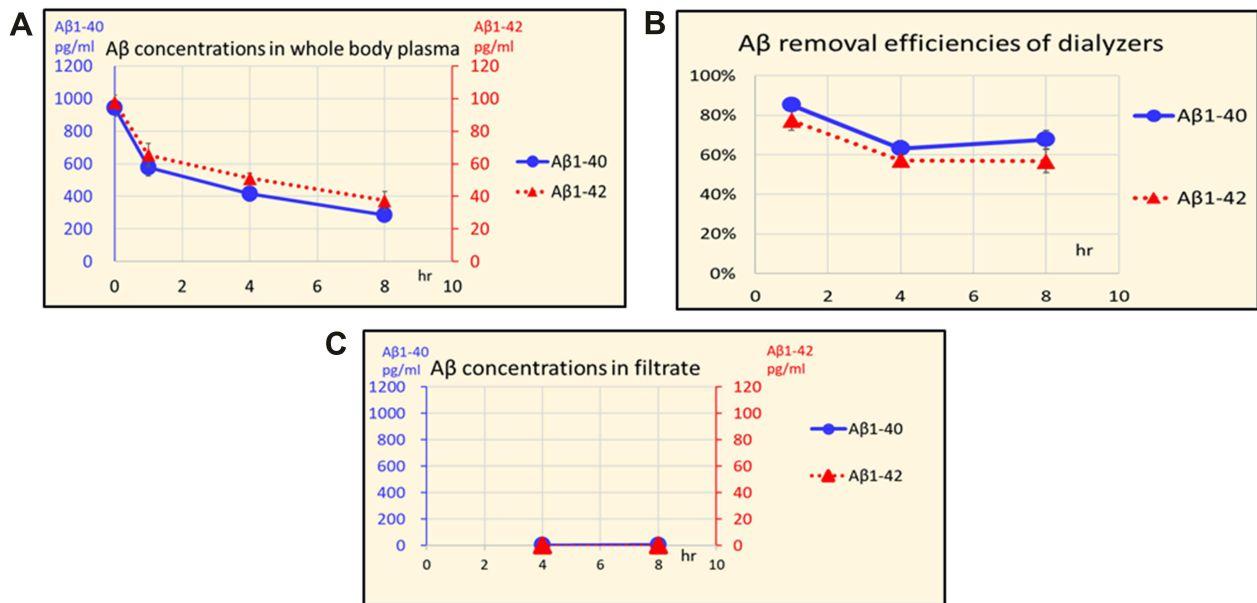 A
Aβ1-40
pg/ml
Aβ concentrations in whole body plasma
Aβ1-42
pg/ml
1200
1000
800
600
400
200
0
120
100
80
60
40
20
0
0 2 4 6 8 10
hr
Aβ1-40
Aβ1-42
B
Aβ removal efficiencies of dialyzers
100%
80%
60%
40%
20%
0%
0 2 4 6 8 10
hr
Aβ1-40
Aβ1-42
C
Aβ1-40
pg/ml
Aβ concentrations in filtrate
Aβ1-42
pg/ml
1200
1000
800
600
400
200
0
120
100
80
60
40
20
0
0 2 4 6 8 10
hr
Aβ1-40
Aβ1-42